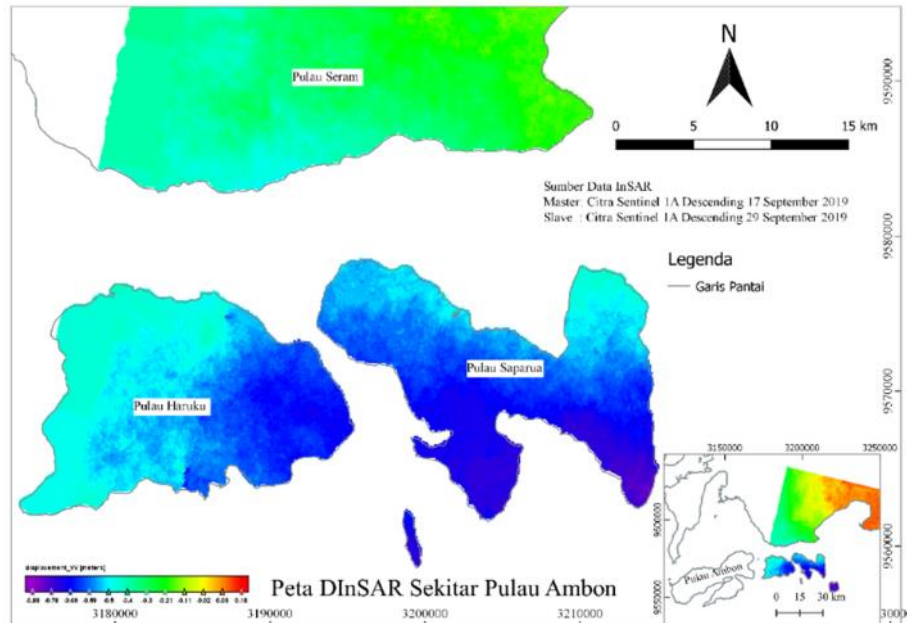 Pulau Seram
N
0 5 10 15 km
9590000
Sumber Data InSAR
Master: Citra Sentinel 1A Descending 17 September 2019
Slave : Citra Sentinel 1A Descending 29 September 2019
9580000
Legenda
Garis Pantai
Pulau Saparua
Pulau Haruku
9570000
3150000 3200000 3250000
9600000
9550000
Pulau Ambon
0 15 30 km
9560000
displacement_VV [meters]
Peta DInSAR Sekitar Pulau Ambon
3180000 3190000 3200000 3210000